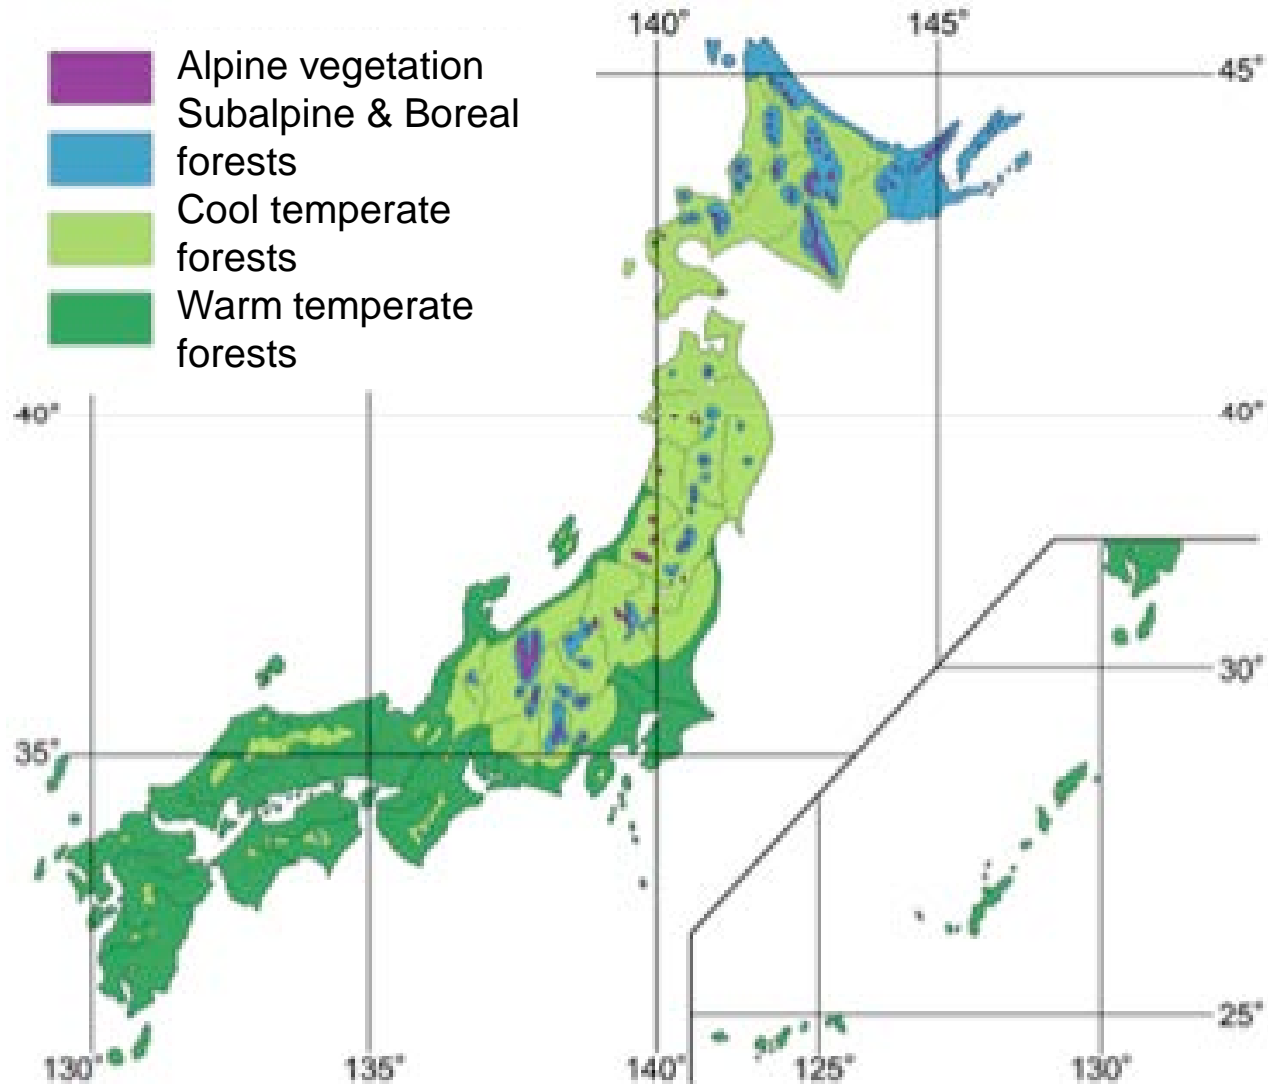 Alpine vegetation
Subalpine & Boreal
forests
Cool temperate
forests
Warm temperate
forests
140°
145°
45°
40°
40°
30°
35°
25°
130°
135°
140°
125°
130°